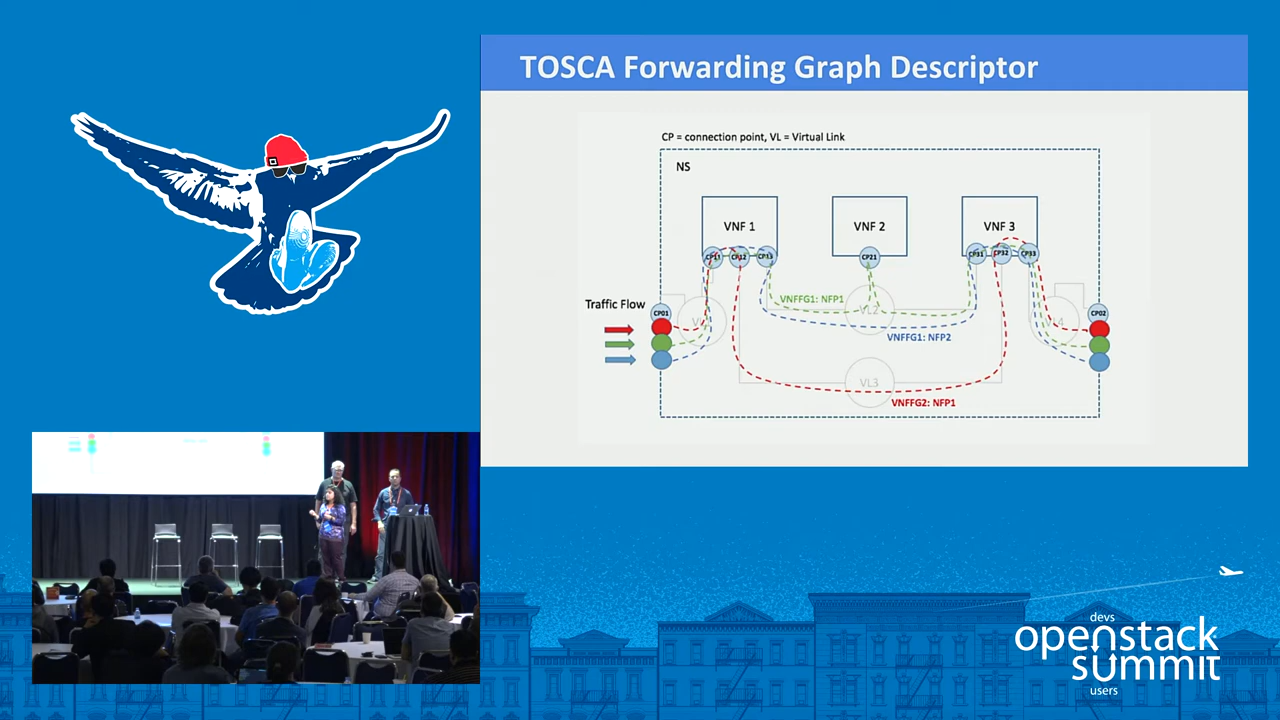 TOSCA Forwarding Graph Descriptor
CP = connection point, VL = Virtual Link
NS
VNF 1
VNF 2
VNF 3
CP11
CP12
CP21
CP31
CP32
CP33
Traffic Flow
VNFFG1: NFP1
CP01
VL2
CP02
VNFFG1: NFP2
VL3
VNFFG2: NFP1
devs
openstack
summit
users